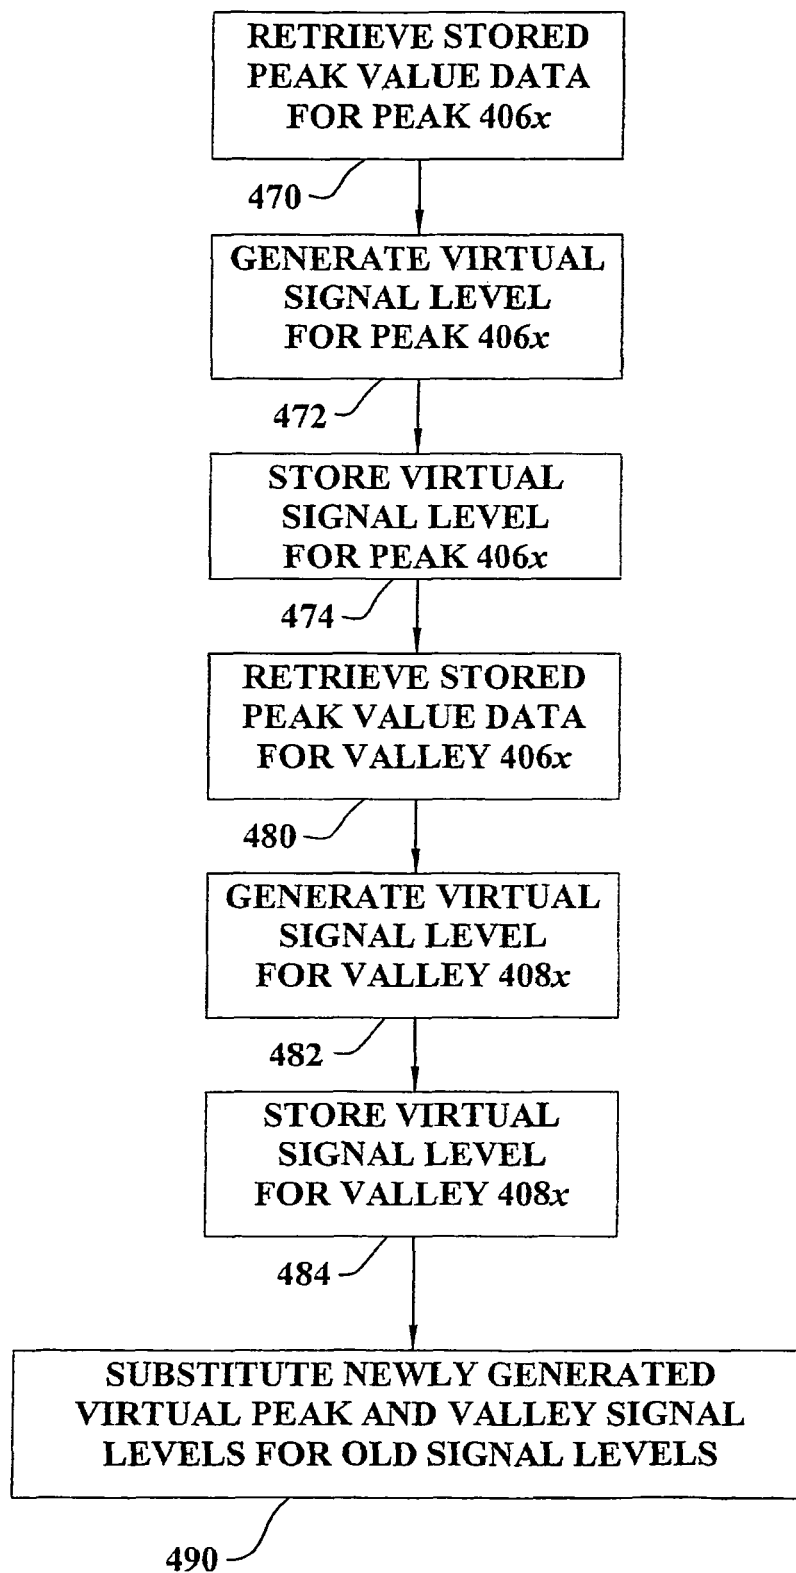 RETRIEVE STORED
PEAK VALUE DATA
FOR PEAK 406x
470
GENERATE VIRTUAL
SIGNAL LEVEL
FOR PEAK 406x
472
STORE VIRTUAL
SIGNAL LEVEL
FOR PEAK 406x
474
RETRIEVE STORED
PEAK VALUE DATA
FOR VALLEY 406x
480
GENERATE VIRTUAL
SIGNAL LEVEL
FOR VALLEY 408x
482
STORE VIRTUAL
SIGNAL LEVEL
FOR VALLEY 408x
484
SUBSTITUTE NEWLY GENERATED
VIRTUAL PEAK AND VALLEY SIGNAL
LEVELS FOR OLD SIGNAL LEVELS
490